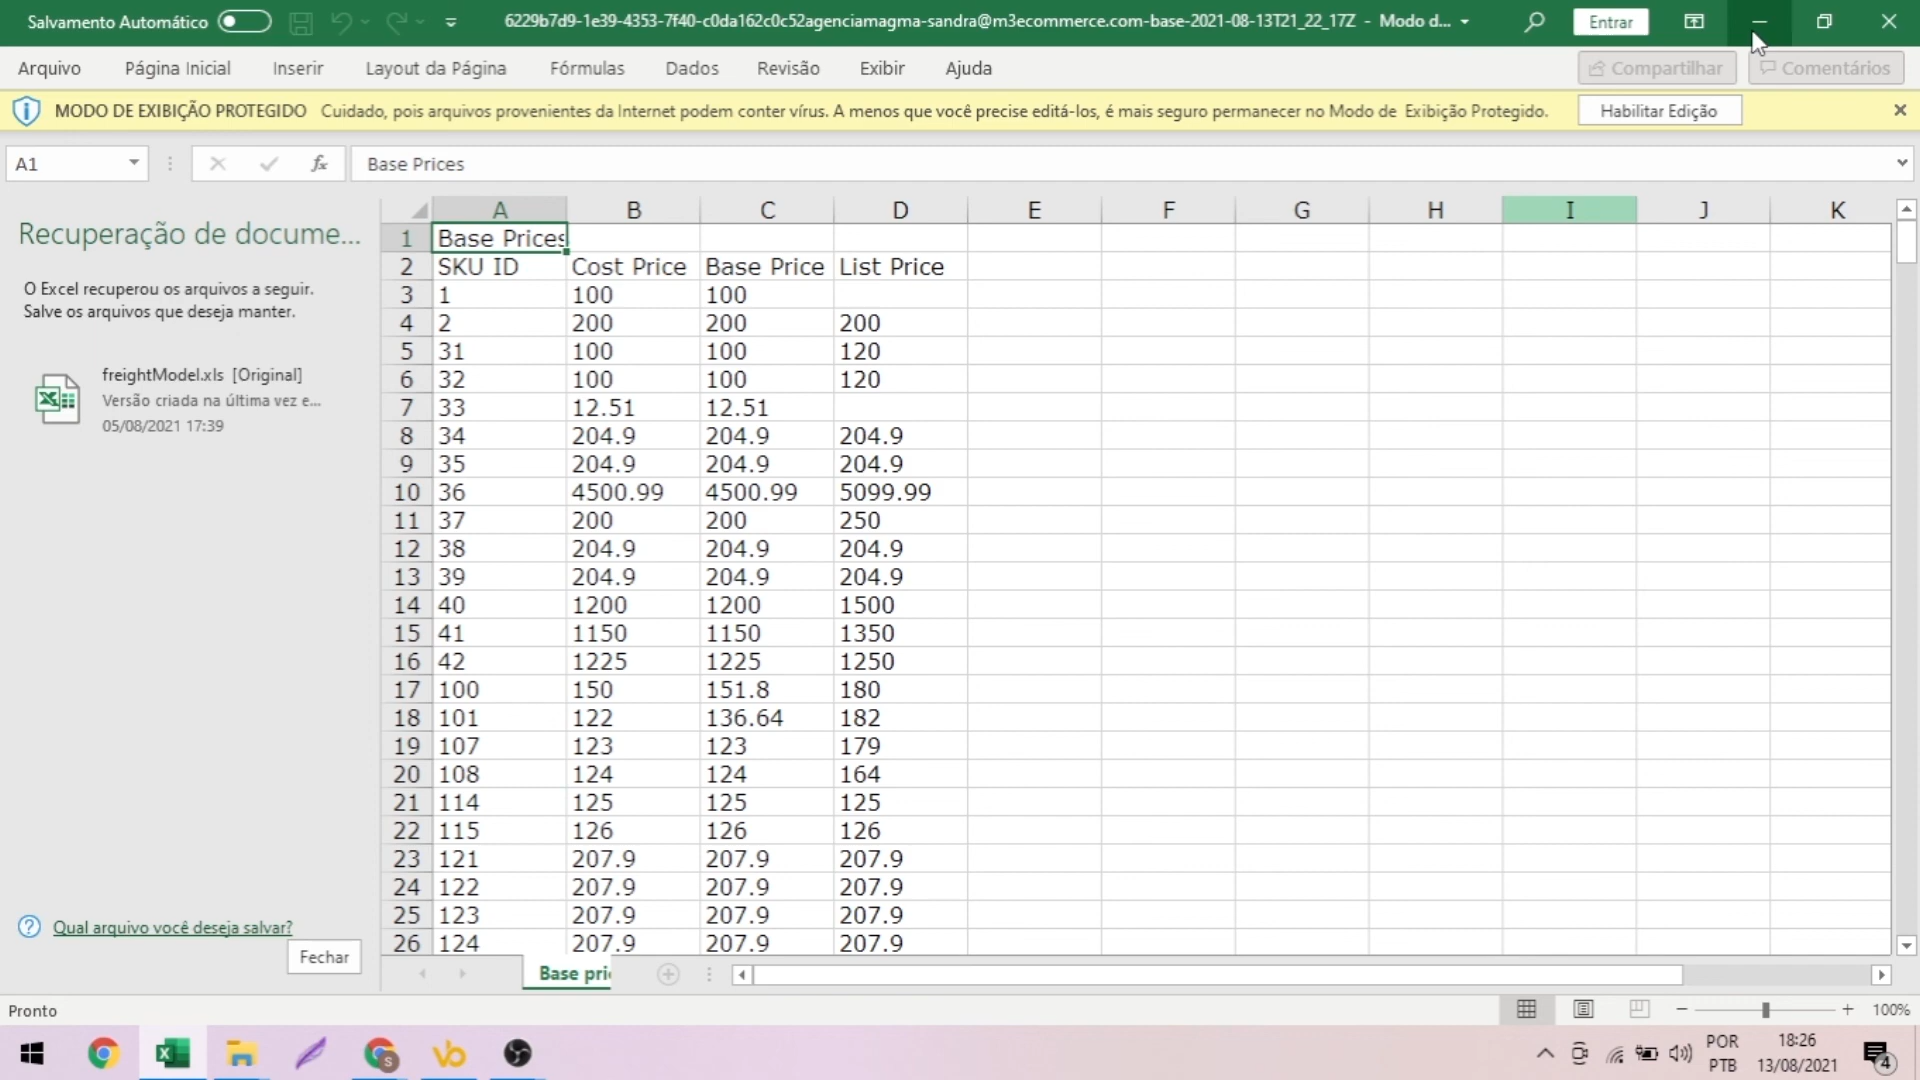 Salvamento Automático
6229b7d9-1e39-4353-7f40-c0da162c0c52agenciamagma-sandra@m3ecommerce.com-base-2021-08-13T21_22_17Z - Modo d...
Entrar
Arquivo Página Inicial Inserir Layout da Página Fórmulas Dados Revisão Exibir Ajuda
Compartilhar Comentários
MODO DE EXIBIÇÃO PROTEGIDO Cuidado, pois arquivos provenientes da Internet podem conter vírus. A menos que você precise editá-los, é mais seguro permanecer no Modo de Exibição Protegido.
Habilitar Edição
A1 fx Base Prices
Recuperação de docume...
O Excel recuperou os arquivos a seguir.
Salve os arquivos que deseja manter.
freightModel.xls [Original]
Versão criada na última vez e...
05/08/2021 17:39
Qual arquivo você deseja salvar?
Fechar
A B C D E F G H I J K
1 Base Prices
2 SKU ID Cost Price Base Price List Price
3 1 100 100
4 2 200 200 200
5 31 100 100 120
6 32 100 100 120
7 33 12.51 12.51
8 34 204.9 204.9 204.9
9 35 204.9 204.9 204.9
10 36 4500.99 4500.99 5099.99
11 37 200 200 250
12 38 204.9 204.9 204.9
13 39 204.9 204.9 204.9
14 40 1200 1200 1500
15 41 1150 1150 1350
16 42 1225 1225 1250
17 100 150 151.8 180
18 101 122 136.64 182
19 107 123 123 179
20 108 124 124 164
21 114 125 125 125
22 115 126 126 126
23 121 207.9 207.9 207.9
24 122 207.9 207.9 207.9
25 123 207.9 207.9 207.9
26 124 207.9 207.9 207.9
Base pri
Pronto
100%
POR
PTB
18:26
13/08/2021
4